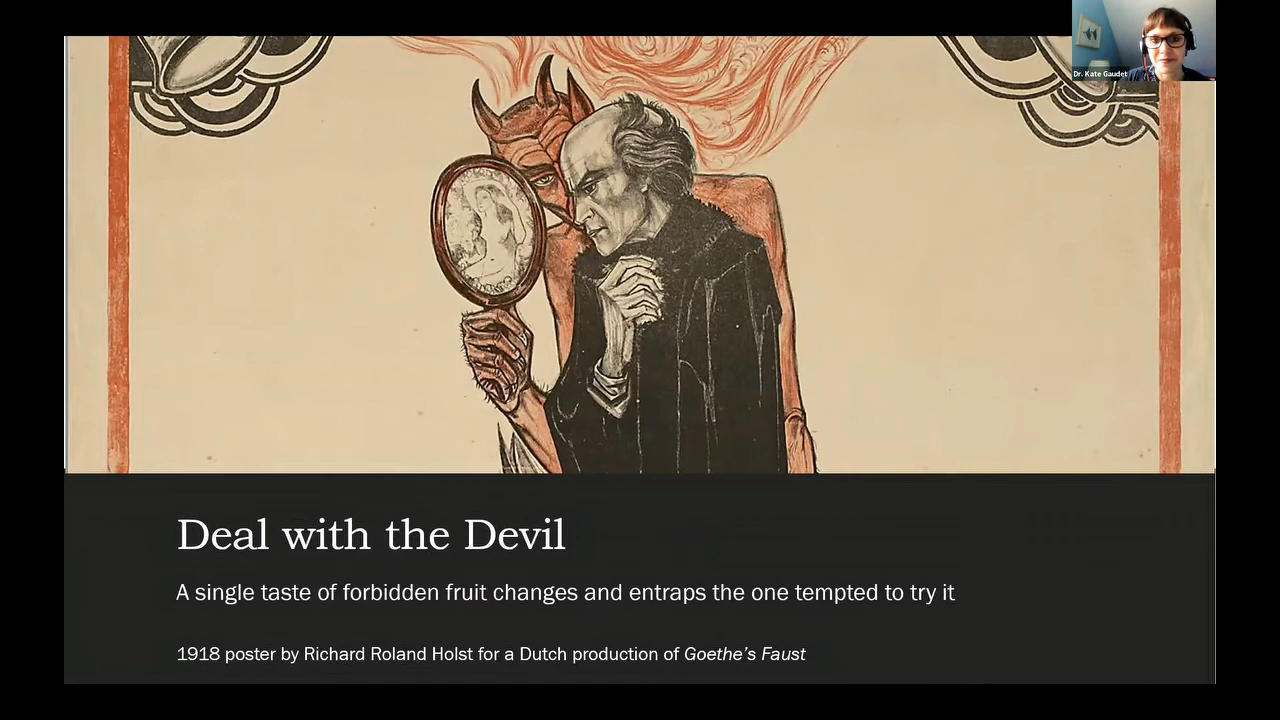 Dr. Kate Gaudet
Deal with the Devil
A single taste of forbidden fruit changes and entraps the one tempted to try it
1918 poster by Richard Roland Holst for a Dutch production of Goethe's Faust